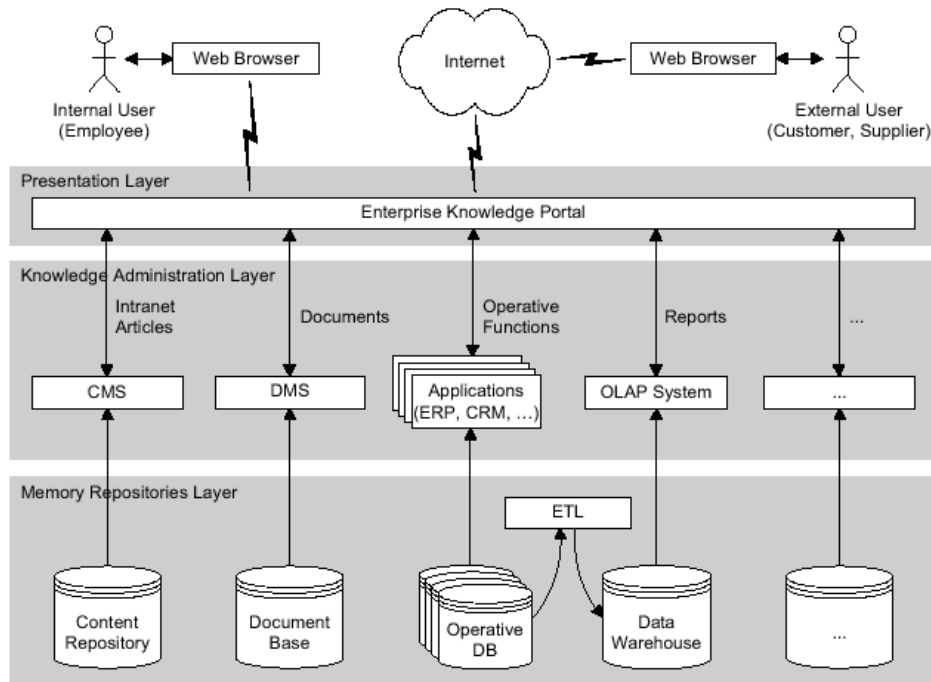 Web Browser
Internet
Web Browser
Internal User
(Employee)
External User
(Customer, Supplier)
Presentation Layer
Enterprise Knowledge Portal
Knowledge Administration Layer
Intranet
Articles
Documents
Operative
Functions
Reports
...
CMS
DMS
Applications
(ERP, CRM, ...)
OLAP System
...
Memory Repositories Layer
ETL
Content
Repository
Document
Base
Operative
DB
Data
Warehouse
...